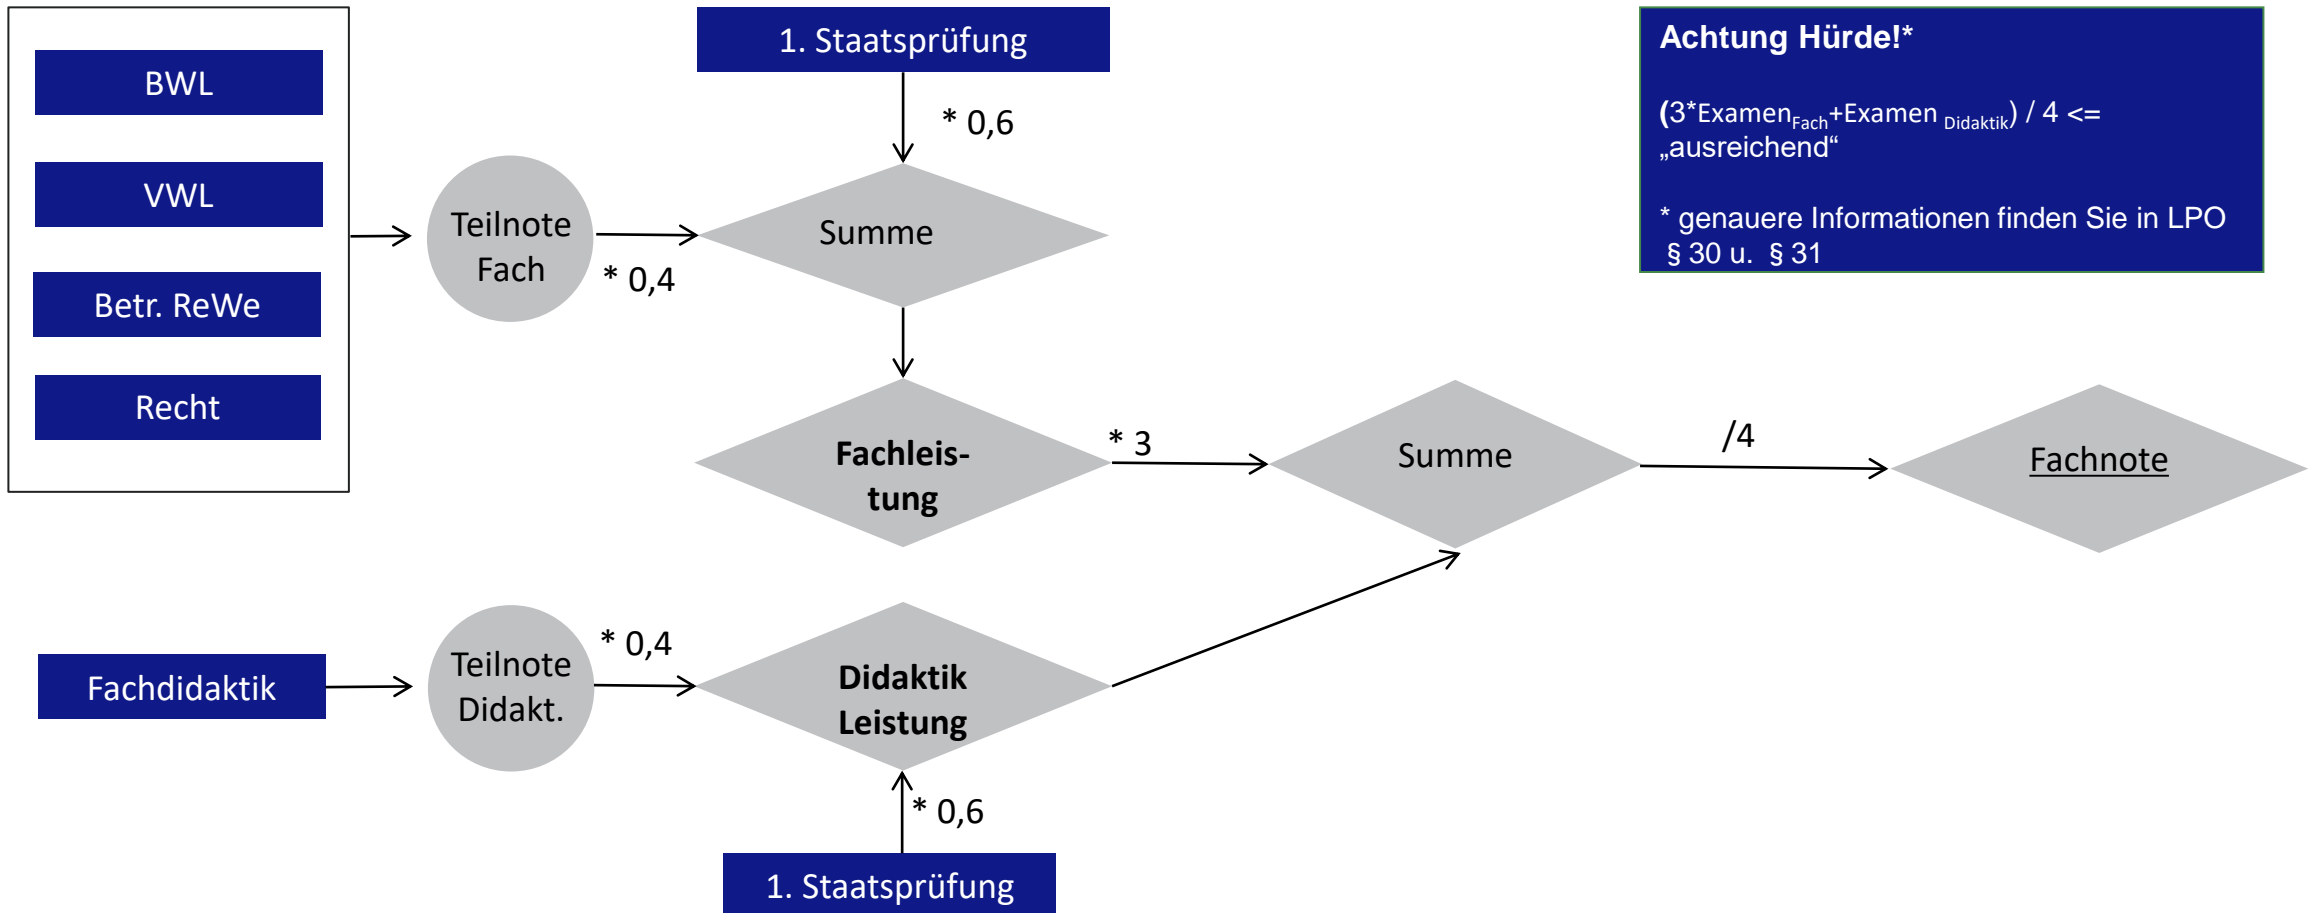 BWL
VWL
Betr. ReWe
Recht
Teilnote
Fach
* 0,4
1. Staatsprüfung
* 0,6
Summe
Fachleis-
tung
* 3
Summe
/4
Fachnote
Achtung Hürde!*
(3*Examen Fach+Examen Didaktik) / 4 <=
„ausreichend“
* genauere Informationen finden Sie in LPO
§ 30 u. § 31
Fachdidaktik
Teilnote
Didakt.
* 0,4
Didaktik
Leistung
* 0,6
1. Staatsprüfung